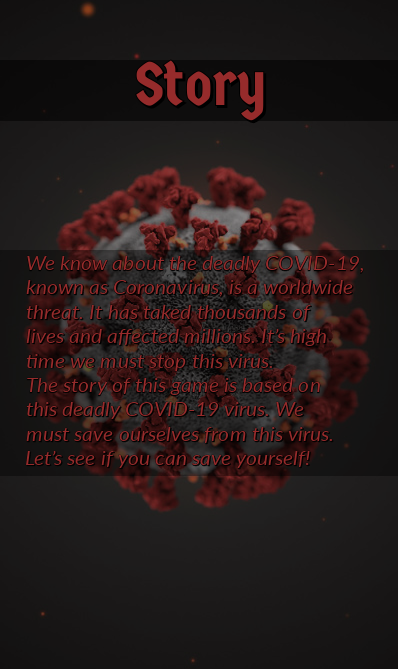 Story
We know about the deadly COVID-19,
known as Coronavirus, is a worldwide
threat. It has taked thousands of
lives and affected millions. It's high
time we must stop this virus.
The story of this game is based on
this deadly COVID-19 virus. We
must save ourselves from this virus.
Let's see if you can save yourself!